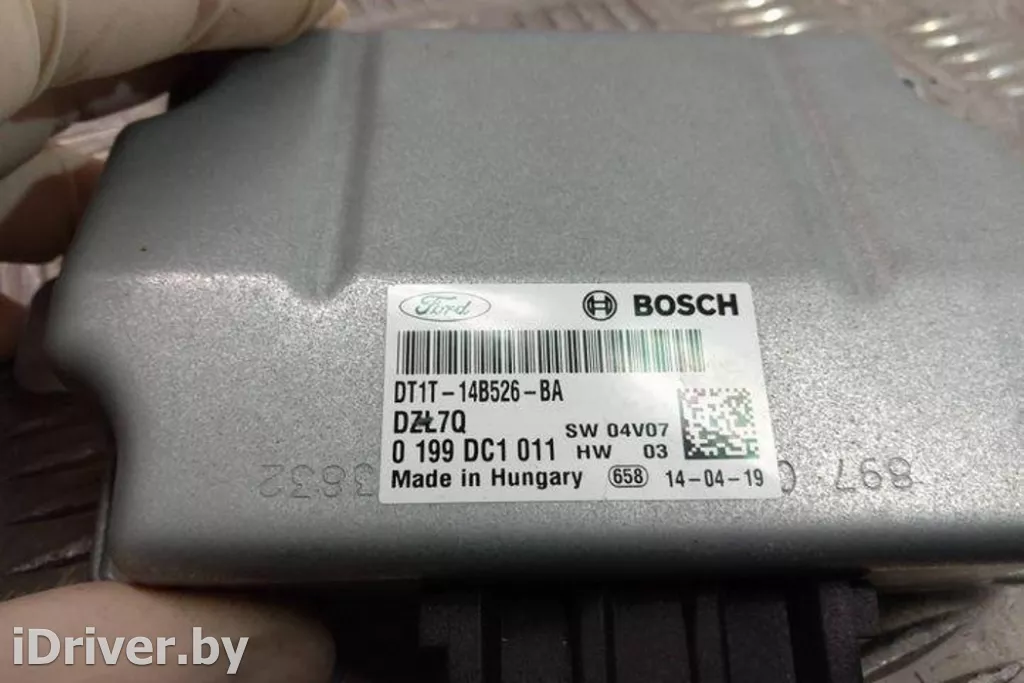 Ford BOSCH
DT1T-14B526-BA
DZŁ7Q
SW 04V07
0 199 DC1 011 HW 03
Made in Hungary 658 14-04-19
iDriver.by